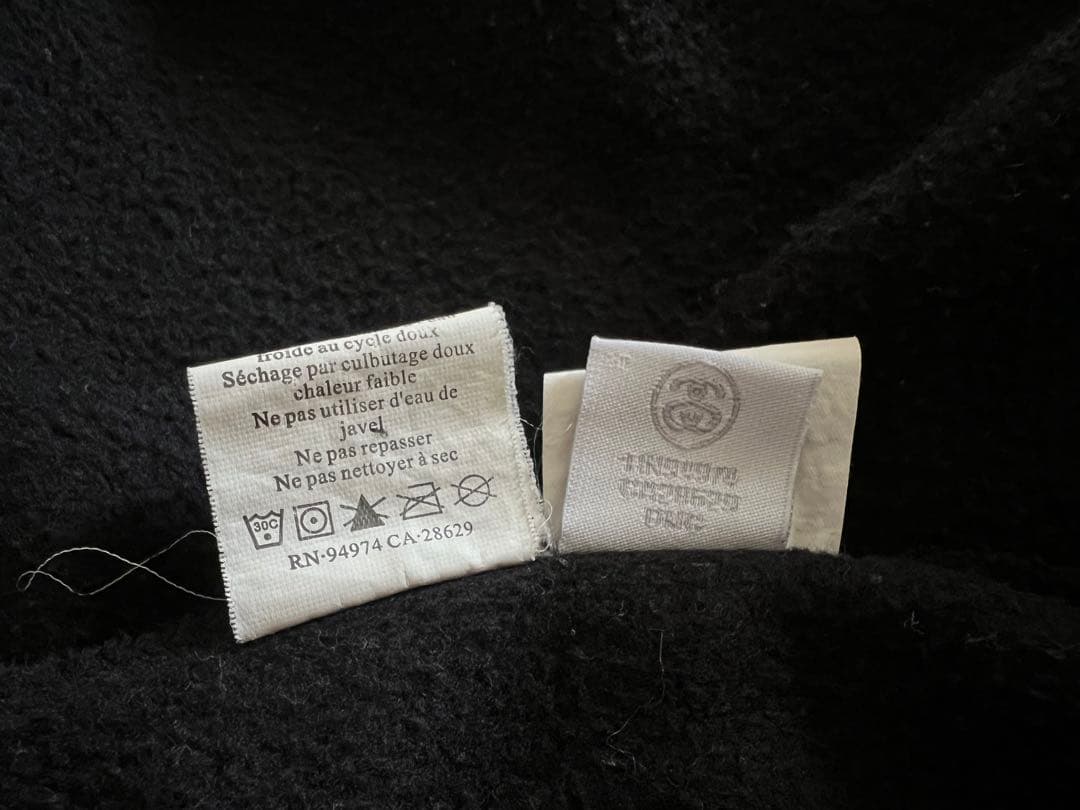 froide au cycle doux
Séchage par culbutage doux
chaleur faible
Ne pas utiliser d'eau de
javel
Ne pas repasser
Ne pas nettoyer à sec
30C
RN-94974 CA-28629